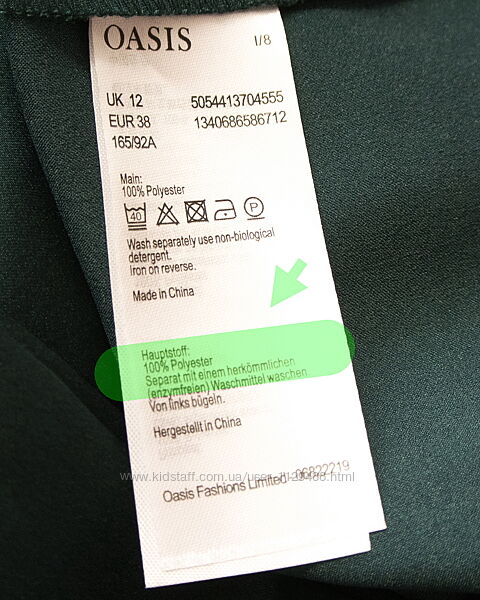 OASIS
1/8
UK 12 5054413704555
EUR 38 1340686586712
165/92A
Main:
100% Polyester
40
P
Wash separately use non-biological
detergent.
Iron on reverse.
Made in China
Hauptstoff:
100% Polyester
Separat mit einem herkömmlichen
(enzymfreien) Waschmittel waschen
Von links bügeln.
Hergestellt in China
Oasis Fashions Limited - 06822219